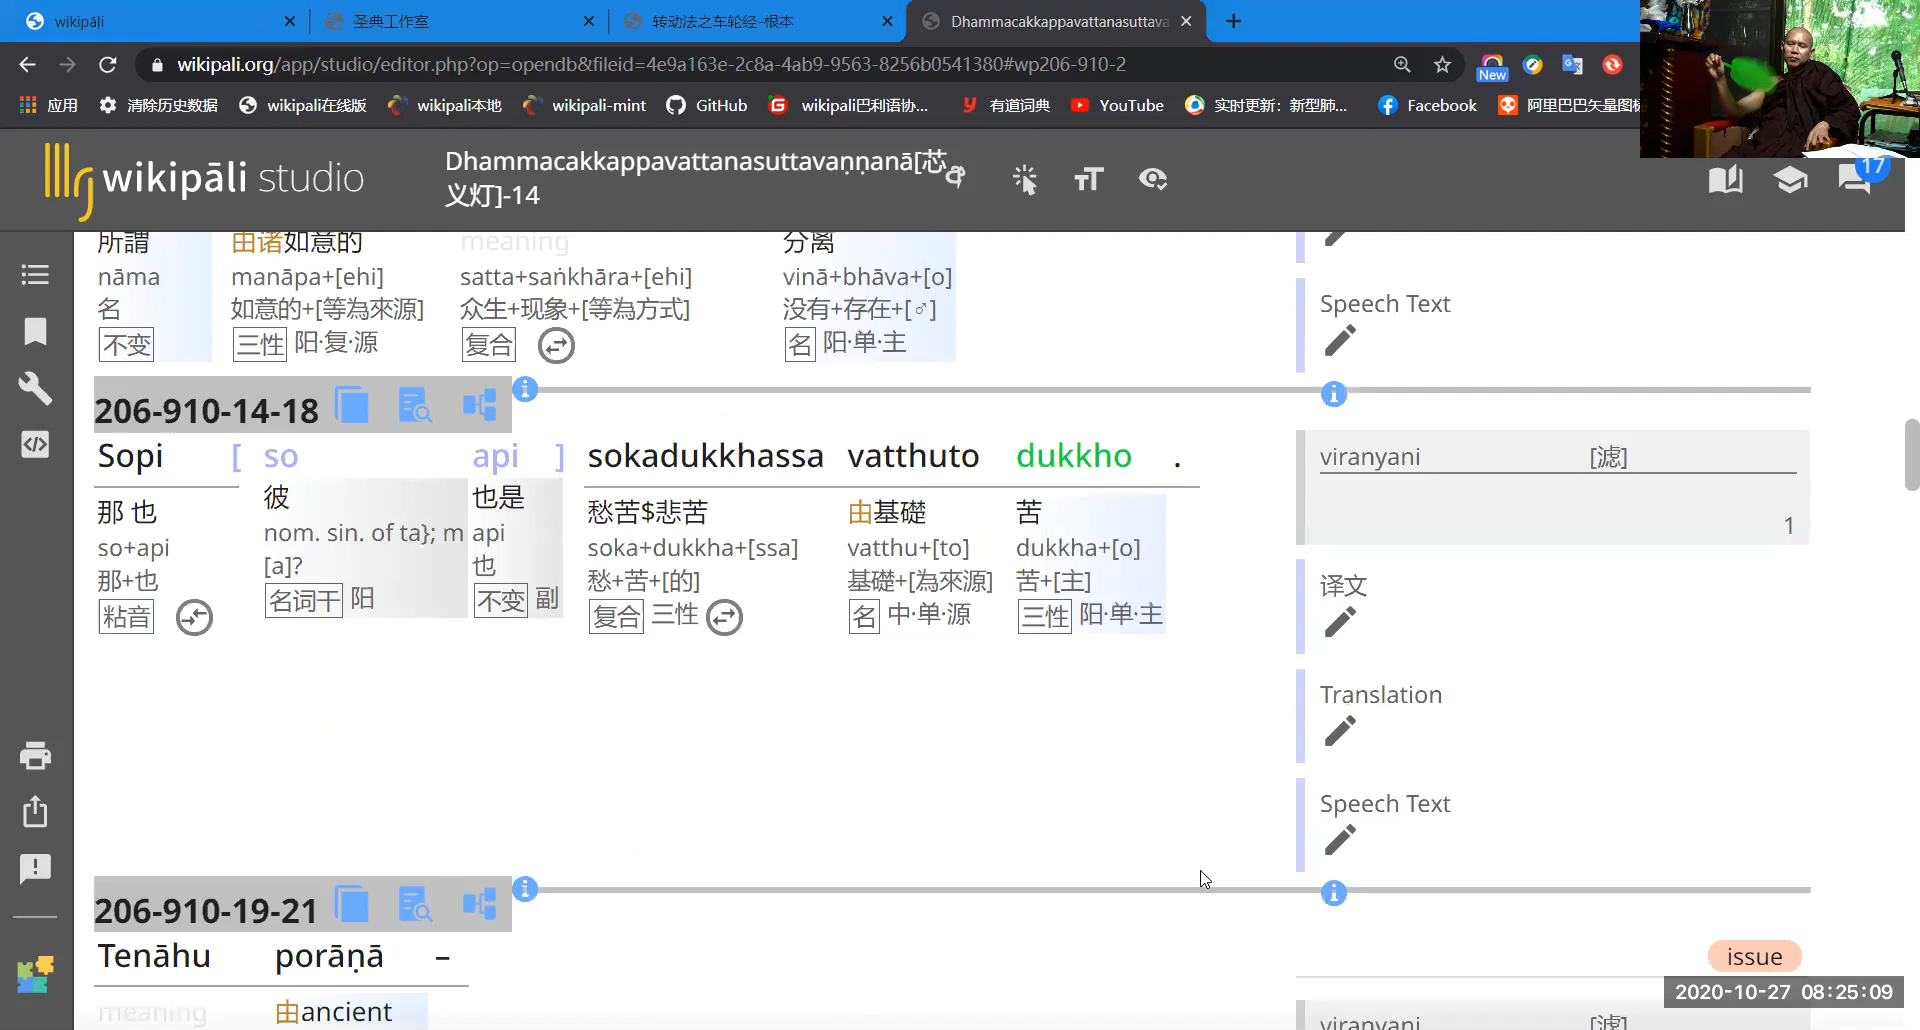 wikipāḷi
圣典工作室
转动法之车轮经-根本
Dhammacakkappavattanasuttava
wikipali.org/app/studio/editor.php?op=opendb&fileid=4e9a163e-2c8a-4ab9-9563-8256b0541380#wp206-910-2
New
应用
清除历史数据
wikipali在线版
wikipali本地
wikipali-mint
GitHub
wikipali巴利语协...
有道词典
YouTube
实时更新：新型肺...
Facebook
阿里巴巴矢量图标
wikipāli studio
Dhammacakkappavattanasuttavaṇṇanā[芯
义灯]-14
17
所謂 由诸如意的 meaning 分离
nāma manāpa+[ehi] satta+saṅkhāra+[ehi] vinā+bhāva+[o]
名 如意的+[等為來源] 众生+现象+[等為方式] 没有+存在+[♂]
不变 三性 阳·复·源 复合 名 阳·单·主
Speech Text
206-910-14-18
Sopi [ so api ] sokadukkhassa vatthuto dukkho .
那 也 彼 也是 愁苦$悲苦 由基礎 苦
so+api nom. sin. of ta}; m api soka+dukkha+[ssa] vatthu+[to] dukkha+[o]
那+也 [a]? 也 愁+苦+[的] 基礎+[為來源] 苦+[主]
粘音 名词干 阳 不变 副 复合 三性 名 中·单·源 三性 阳·单·主
viranyani [滤]
1
译文
Translation
Speech Text
206-910-19-21
Tenāhu porāṇā –
meaning 由ancient
issue
2020-10-27 08:25:09
viranyani [滤]